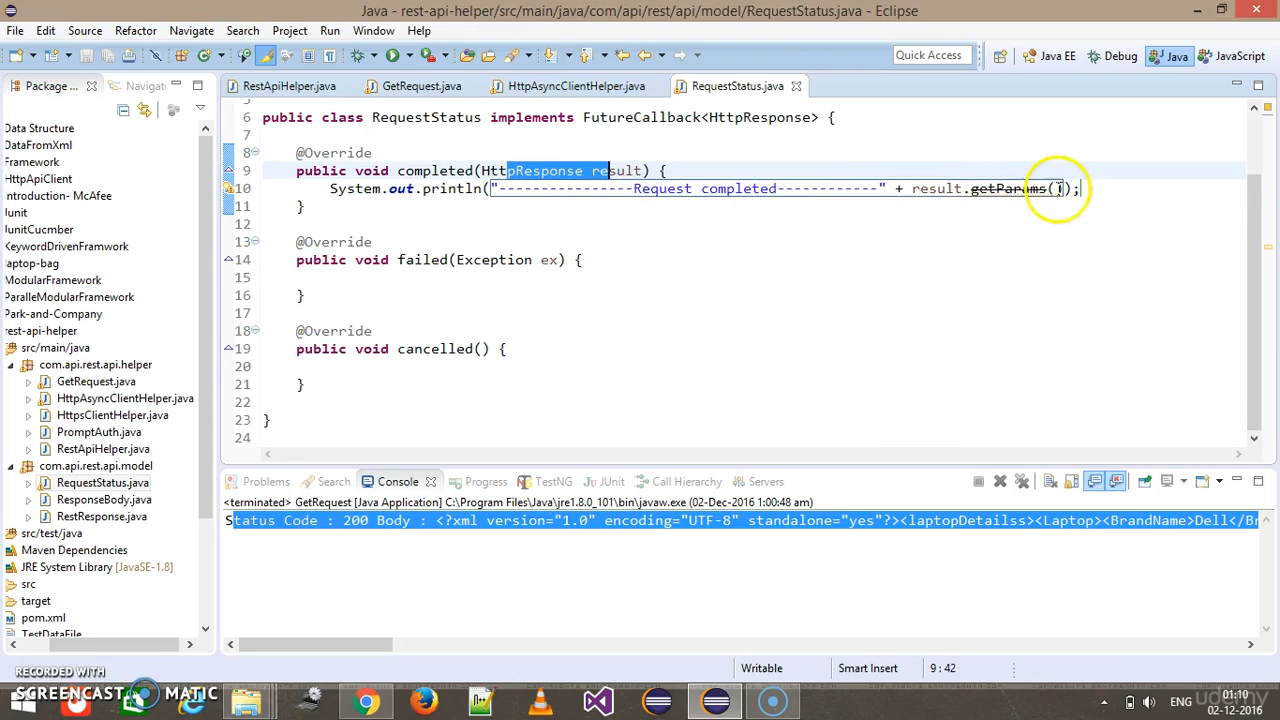 Java - rest-api-helper/src/main/java/com/api/rest/api/model/RequestStatus.java - Eclipse
File Edit Source Refactor Navigate Search Project Run Window Help
Quick Access Java EE Debug Java JavaScript
Package ... Navigat
Data Structure
DataFromXml
Framework
HttpApiClient
Introduction- McAfee
Junit
JunitCucumber
KeywordDrivenFramwork
laptop-bag
ModularFramework
ParalleModularFramework
Park-and-Company
rest-api-helper
src/main/java
com.api.rest.api.helper
GetRequest.java
HttpAsyncClientHelper.java
HttpsClientHelper.java
PromptAuth.java
RestApiHelper.java
com.api.rest.api.model
RequestStatus.java
ResponseBody.java
RestResponse.java
src/test/java
Maven Dependencies
JRE System Library [JavaSE-1.8]
src
target
pom.xml
TestDataFile
RestApiHelper.java GetRequest.java HttpAsyncClientHelper.java RequestStatus.java
5
6 public class RequestStatus implements FutureCallback<HttpResponse> {
7
8 @Override
9 public void completed(HttpResponse result) {
10 System.out.println("----------------Request completed------------" + result.getParams());
11 }
12
13 @Override
14 public void failed(Exception ex) {
15
16 }
17
18 @Override
19 public void cancelled() {
20
21 }
22
23 }
24
Problems Search Console Progress TestNG JUnit Call Hierarchy Servers
<terminated> GetRequest [Java Application] C:\Program Files\Java\jre1.8.0_101\bin\javaw.exe (02-Dec-2016 1:00:48 am)
Status Code : 200 Body : <?xml version="1.0" encoding="UTF-8" standalone="yes"?><laptopDetailss><Laptop><BrandName>Dell</Br
Writable Smart Insert 9 : 42
RECORDED WITH
SCREENCAST MATIC
ENG 01:10
02-12-2016
udemy